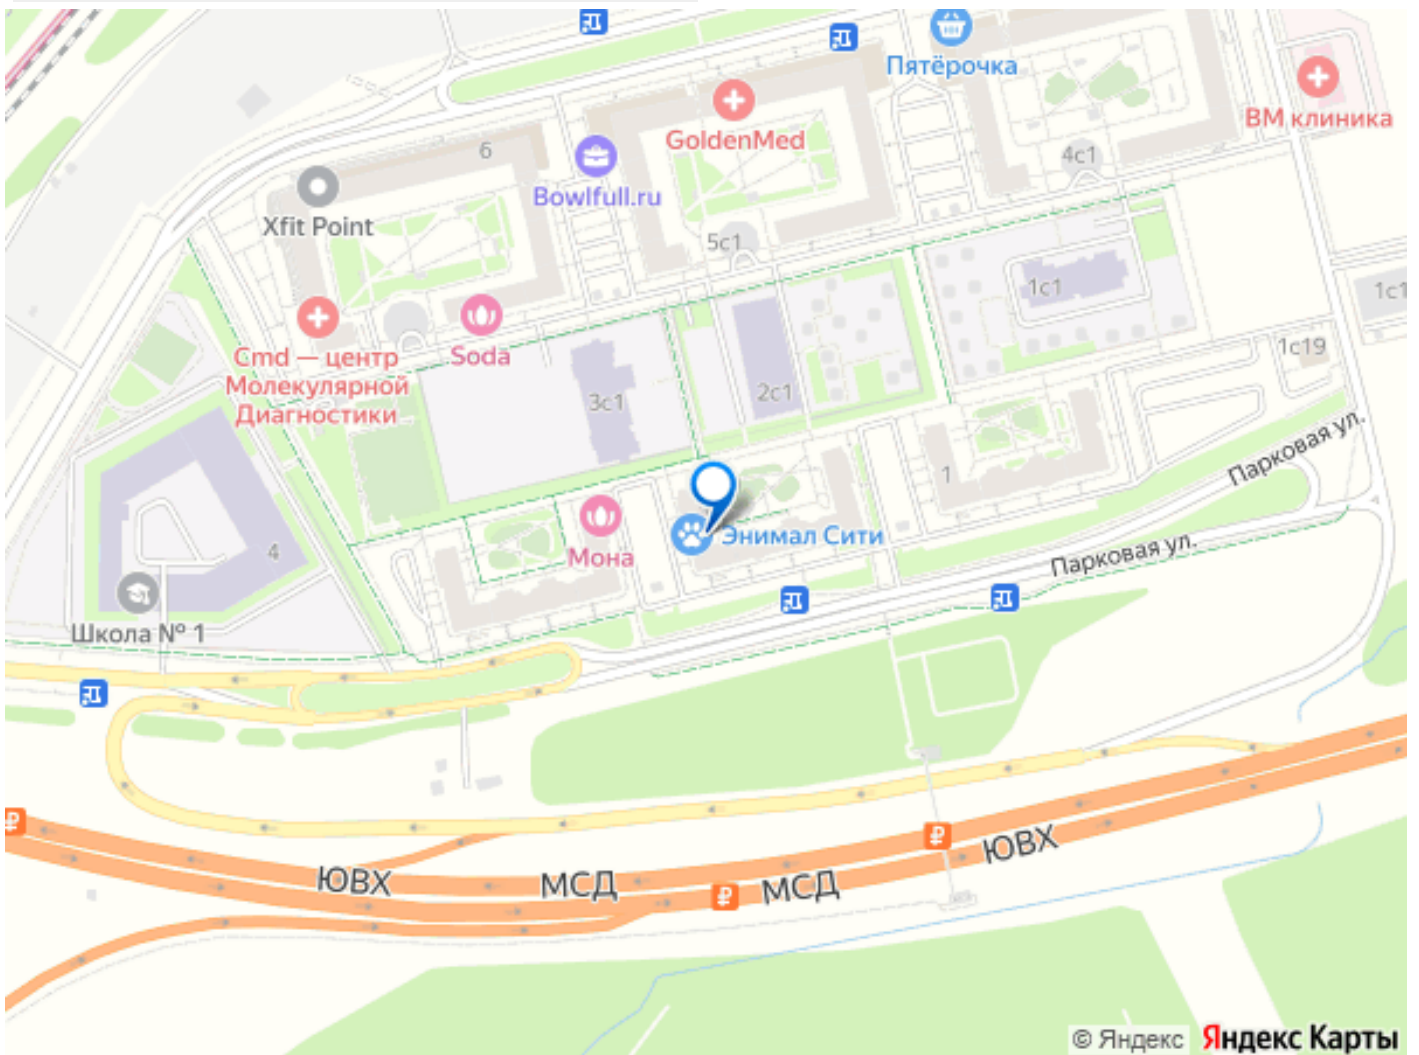 Пятёрочка
GoldenMed
ВМ клиника
6
4с1
Bowlfull.ru
Xfit Point
5с1
1с1
1с1
Soda
1с19
Cmd — центр
Молекулярной
Диагностики
2с1
3с1
Парковая ул.
1
Энимал Сити
Мона
4
Парковая ул.
Школа № 1
₽
₽
ЮВХ
ЮВХ
МСД
МСД
₽
© Яндекс Яндекс Карты